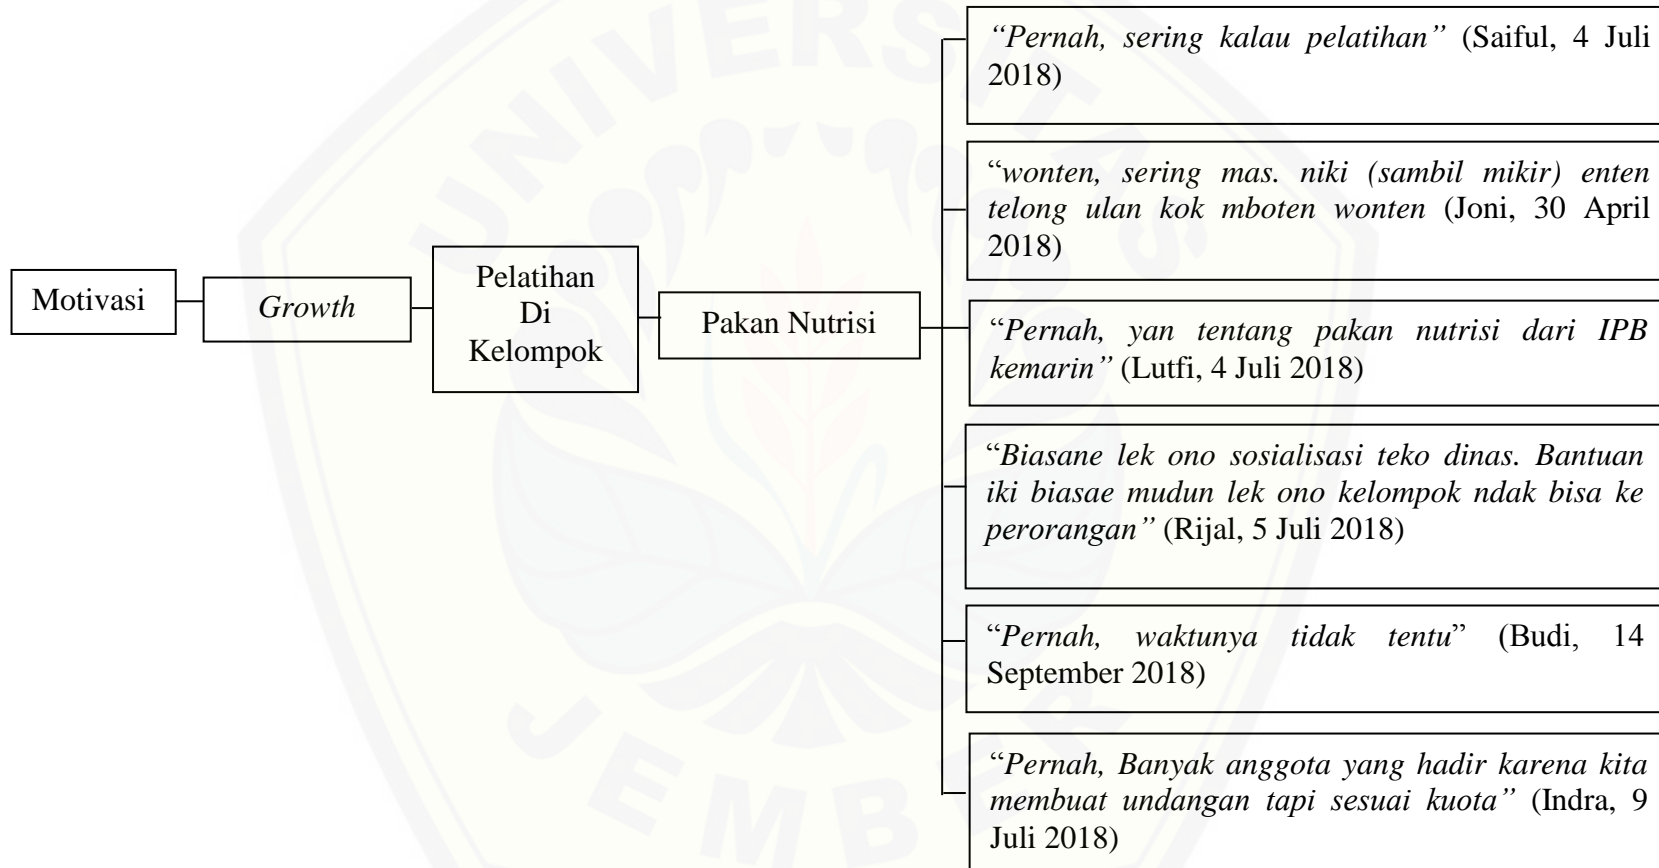 UNIVERSITAS
JEMBER
Motivasi
Growth
Pelatihan
Di
Kelompok
Pakan Nutrisi
“Pernah, sering kalau pelatihan” (Saiful, 4 Juli
2018)
“wonten, sering mas. niki (sambil mikir) enten
telong ulan kok mboten wonten (Joni, 30 April
2018)
“Pernah, yan tentang pakan nutrisi dari IPB
kemarin” (Lutfi, 4 Juli 2018)
“Biasane lek ono sosialisasi teko dinas. Bantuan
iki biasae mudun lek ono kelompok ndak bisa ke
perorangan” (Rijal, 5 Juli 2018)
“Pernah, waktunya tidak tentu” (Budi, 14
September 2018)
“Pernah, Banyak anggota yang hadir karena kita
membuat undangan tapi sesuai kuota” (Indra, 9
Juli 2018)